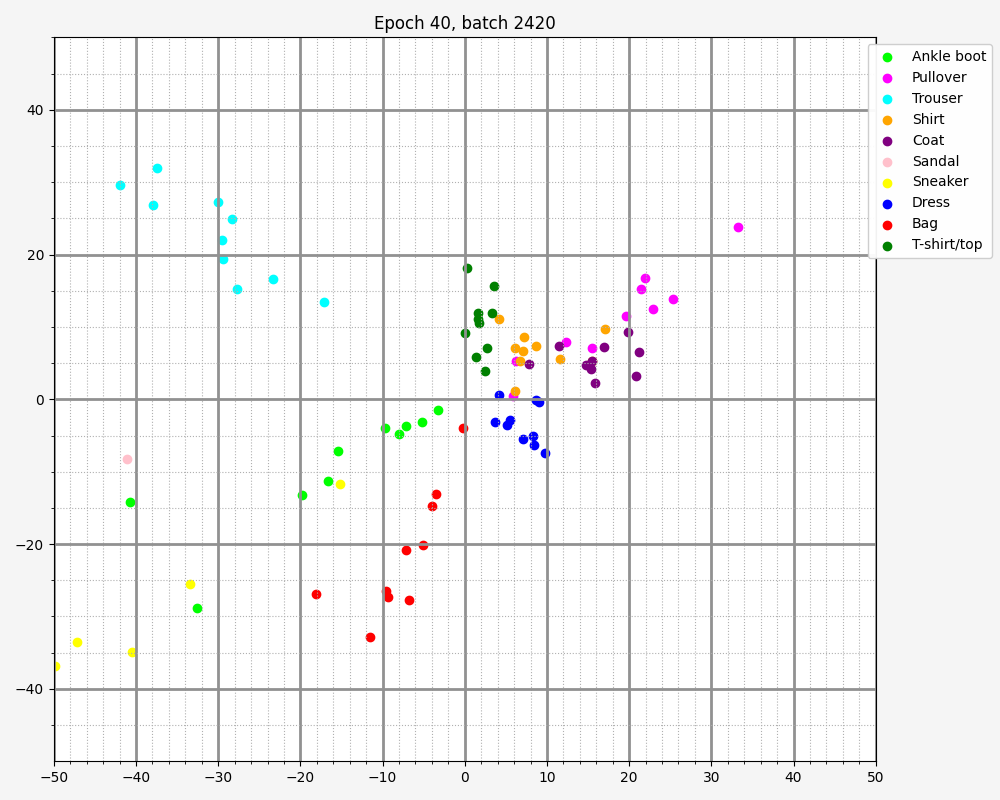 Epoch 40, batch 2420
Ankle boot
Pullover
Trouser
Shirt
Coat
Sandal
Sneaker
Dress
Bag
T-shirt/top
40
20
0
−20
−40
−50
−40
−30
−20
−10
0
10
20
30
40
50